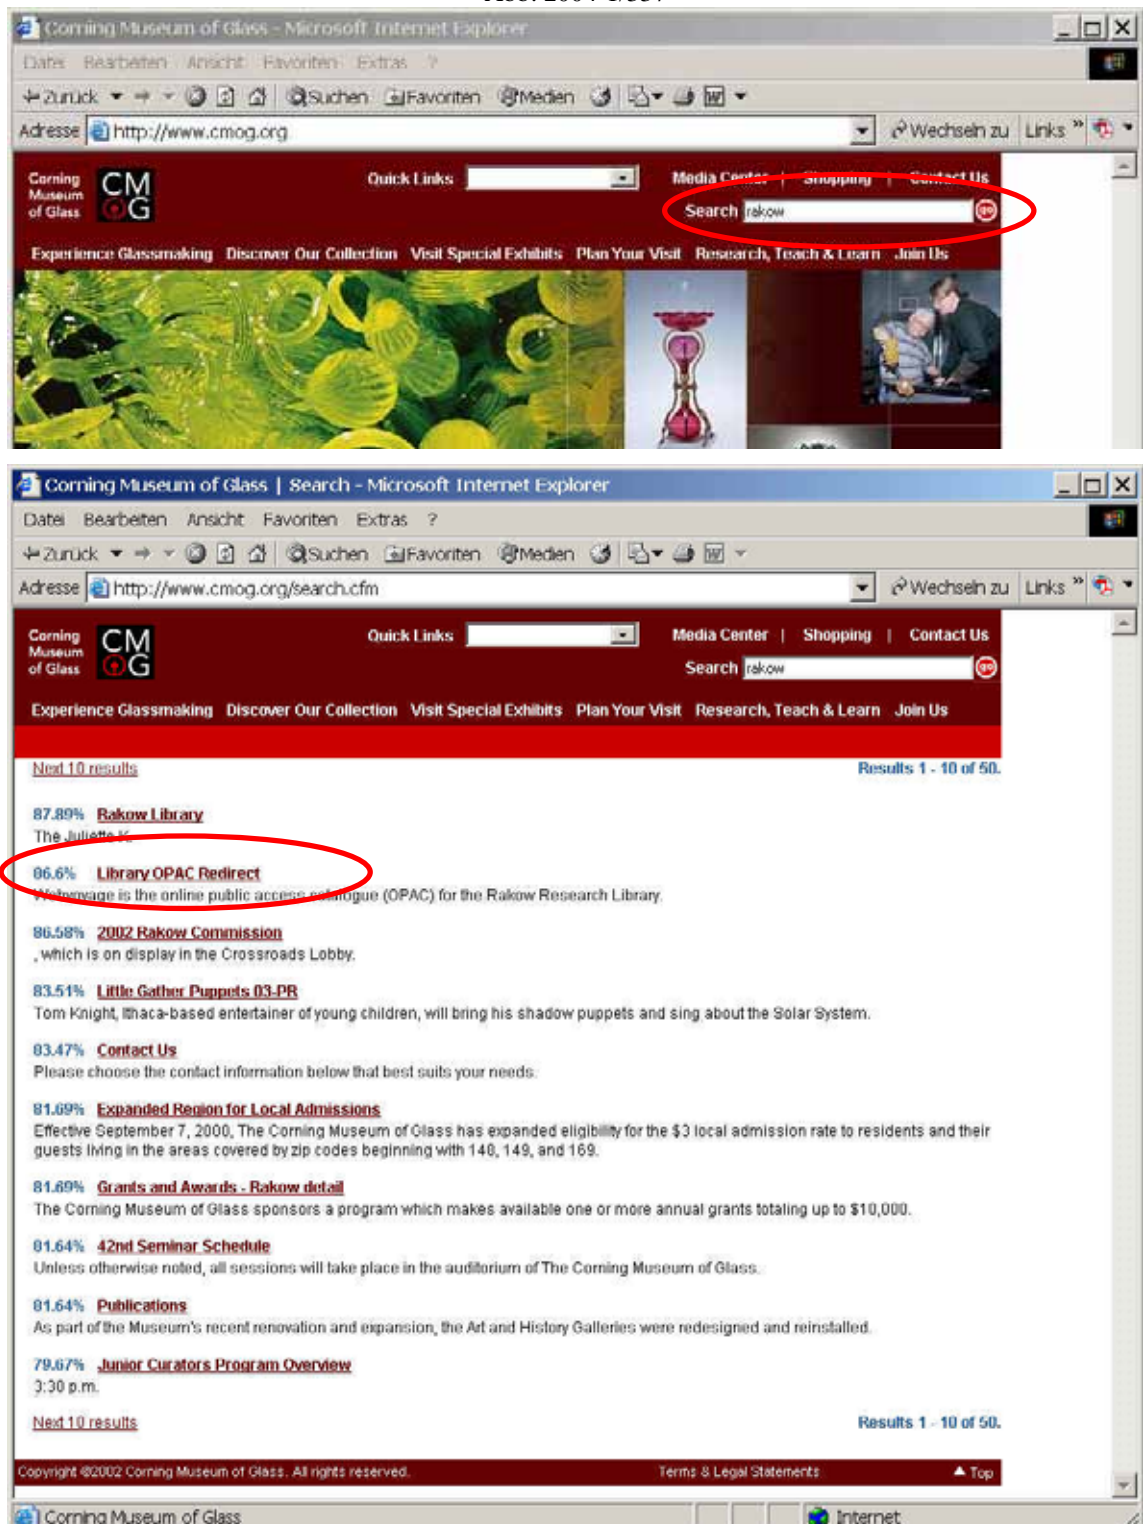 Corning Museum of Glass - Microsoft Internet Explorer
Datei Bearbeiten Ansicht Favoriten Extras ?
Zurück Suchen Favoriten Medien
Adresse http://www.cmog.org Wechseln zu Links »
Corning Museum of Glass
CMOG
Quick Links Media Center | Shopping | Contact Us
Search rakow go
Experience Glassmaking Discover Our Collection Visit Special Exhibits Plan Your Visit Research, Teach & Learn Join Us
Corning Museum of Glass | Search - Microsoft Internet Explorer
Datei Bearbeiten Ansicht Favoriten Extras ?
Zurück Suchen Favoriten Medien
Adresse http://www.cmog.org/search.cfm Wechseln zu Links »
Corning Museum of Glass
CMOG
Quick Links Media Center | Shopping | Contact Us
Search rakow go
Experience Glassmaking Discover Our Collection Visit Special Exhibits Plan Your Visit Research, Teach & Learn Join Us
Next 10 results Results 1 - 10 of 50.
87.89% Rakow Library
The Juliette K.
86.6% Library OPAC Redirect
Webvoyage is the online public access catalogue (OPAC) for the Rakow Research Library.
86.58% 2002 Rakow Commission
, which is on display in the Crossroads Lobby.
83.51% Little Gather Puppets 03-PR
Tom Knight, Ithaca-based entertainer of young children, will bring his shadow puppets and sing about the Solar System.
83.47% Contact Us
Please choose the contact information below that best suits your needs.
81.69% Expanded Region for Local Admissions
Effective September 7, 2000, The Corning Museum of Glass has expanded eligibility for the $3 local admission rate to residents and their
guests living in the areas covered by zip codes beginning with 148, 149, and 169.
81.69% Grants and Awards - Rakow detail
The Corning Museum of Glass sponsors a program which makes available one or more annual grants totaling up to $10,000.
81.64% 42nd Seminar Schedule
Unless otherwise noted, all sessions will take place in the auditorium of The Corning Museum of Glass.
81.64% Publications
As part of the Museum's recent renovation and expansion, the Art and History Galleries were redesigned and reinstalled.
79.67% Junior Curators Program Overview
3:30 p.m.
Next 10 results Results 1 - 10 of 50.
Copyright ©2002 Corning Museum of Glass. All rights reserved. Terms & Legal Statements Top
Corning Museum of Glass Internet